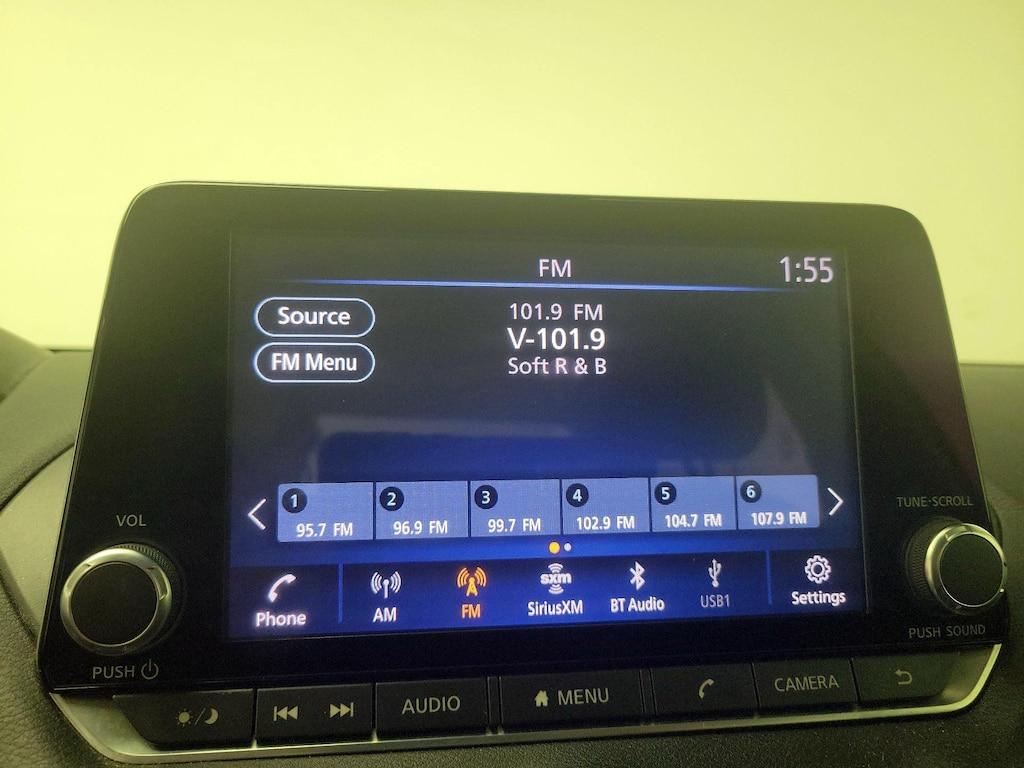 FM
1:55
Source
101.9 FM
V-101.9
FM Menu
Soft R & B
1
2
3
4
5
6
95.7 FM
96.9 FM
99.7 FM
102.9 FM
104.7 FM
107.9 FM
VOL
TUNE·SCROLL
Phone
AM
FM
sxm
SiriusXM
BT Audio
USB1
Settings
PUSH
PUSH SOUND
AUDIO
MENU
CAMERA